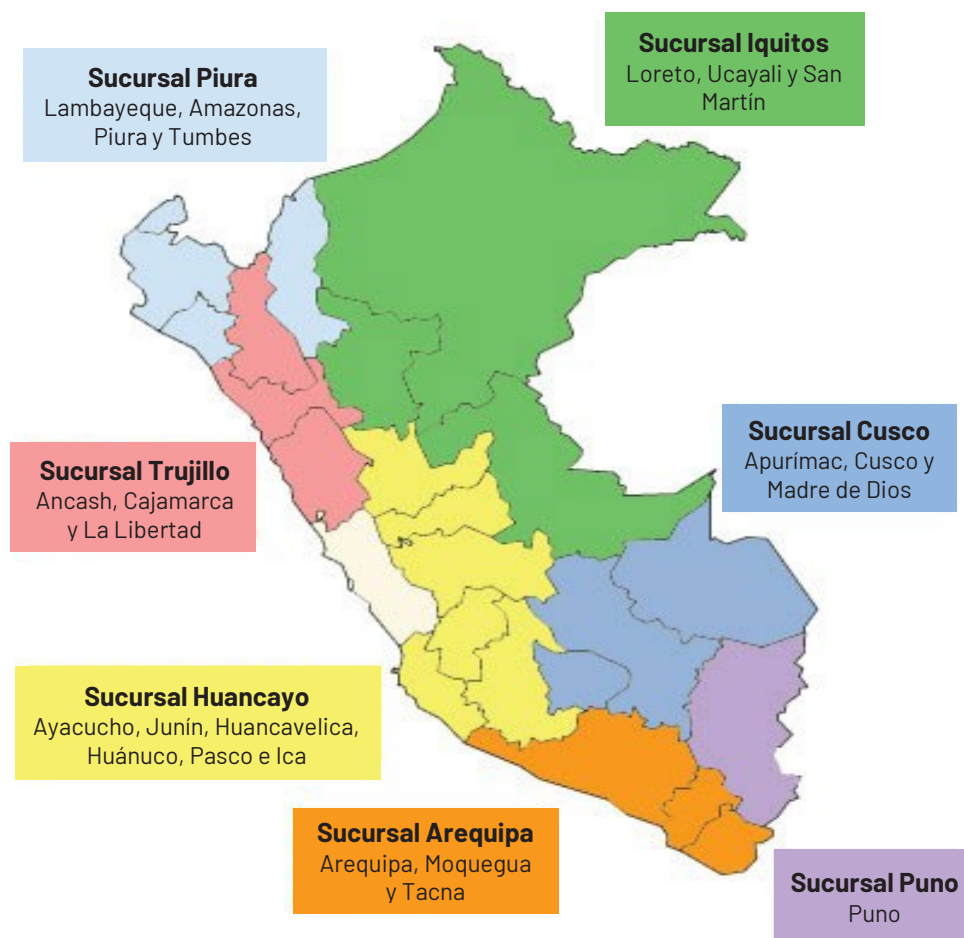 Sucursal Iquitos
Loreto, Ucayali y San
Martín
Sucursal Piura
Lambayeque, Amazonas,
Piura y Tumbes
Sucursal Cusco
Apurímac, Cusco y
Madre de Dios
Sucursal Trujillo
Ancash, Cajamarca
y La Libertad
Sucursal Huancayo
Ayacucho, Junín, Huancavelica,
Huánuco, Pasco e Ica
Sucursal Arequipa
Arequipa, Moquegua
y Tacna
Sucursal Puno
Puno